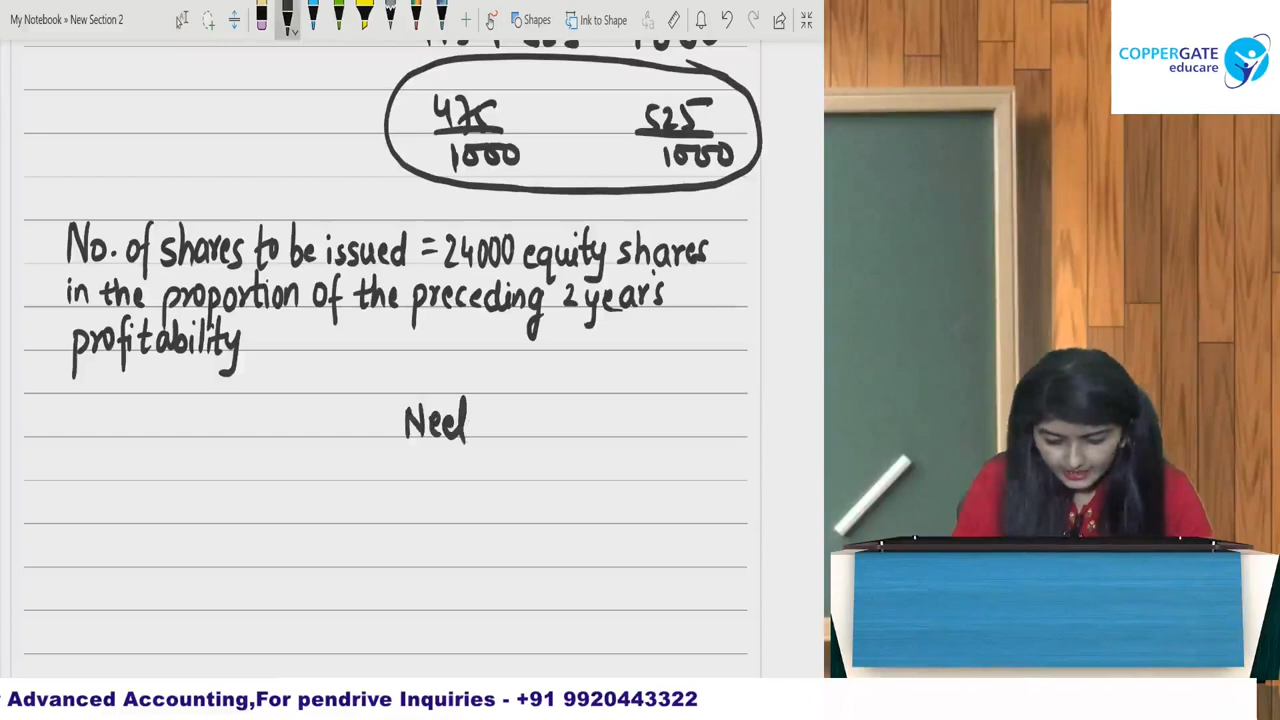 My Notebook » New Section 2
Shapes
Ink to Shape
COPPERGATE
educare
475 525
1000 1000
No. of shares to be issued = 24000 equity shares
in the proportion of the preceding 2 years
profitability
Neel
Advanced Accounting,For pendrive Inquiries - +91 9920443322